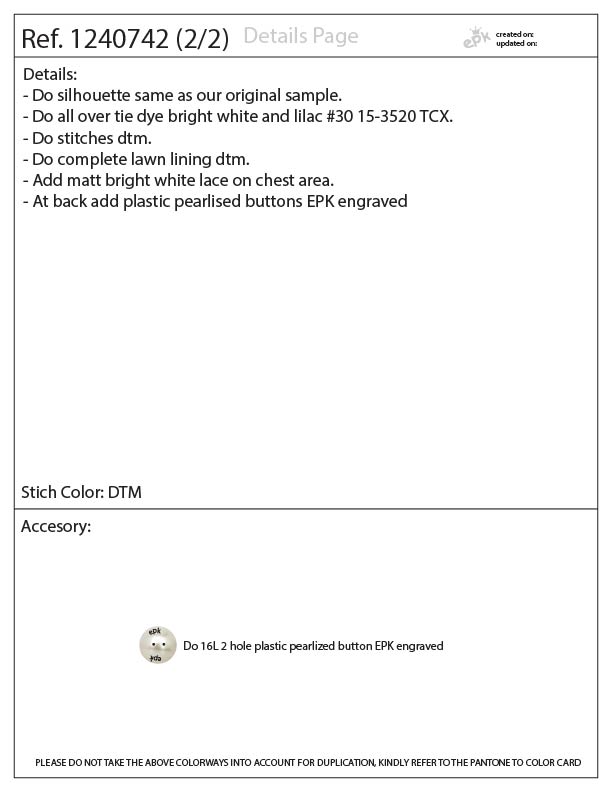 Ref. 1240742 (2/2) Details Page
epk
created on:
updated on:
Details:
- Do silhouette same as our original sample.
- Do all over tie dye bright white and lilac #30 15-3520 TCX.
- Do stitches dtm.
- Do complete lawn lining dtm.
- Add matt bright white lace on chest area.
- At back add plastic pearlised buttons EPK engraved
Stich Color: DTM
Accesory:
epk
epk
Do 16L 2 hole plastic pearlized button EPK engraved
PLEASE DO NOT TAKE THE ABOVE COLORWAYS INTO ACCOUNT FOR DUPLICATION, KINDLY REFER TO THE PANTONE TO COLOR CARD